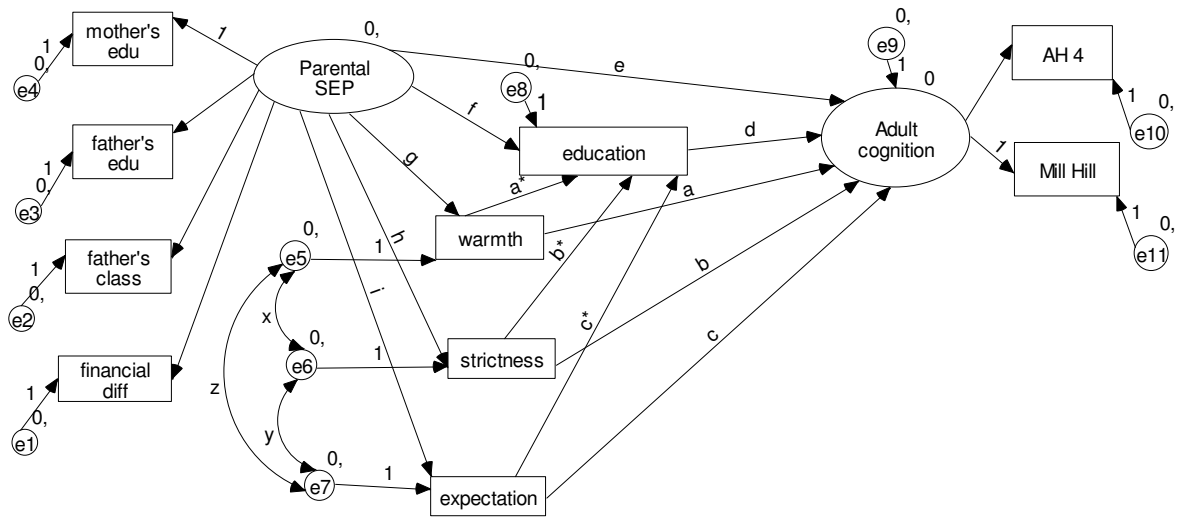 mother's
edu
1
0,
e4
1
father's
edu
1
0,
e3
father's
class
1
0,
e2
financial
diff
1
0,
e1
Parental
SEP
0,
e
f
g
h
i
0,
e8
1
education
d
a*
a
warmth
b*
b
c*
c
0,
e5
1
x
0,
e6
1
strictness
z
y
0,
e7
1
expectation
0,
e9
1
0
Adult
cognition
AH 4
1
0,
e10
1
Mill Hill
1
0,
e11